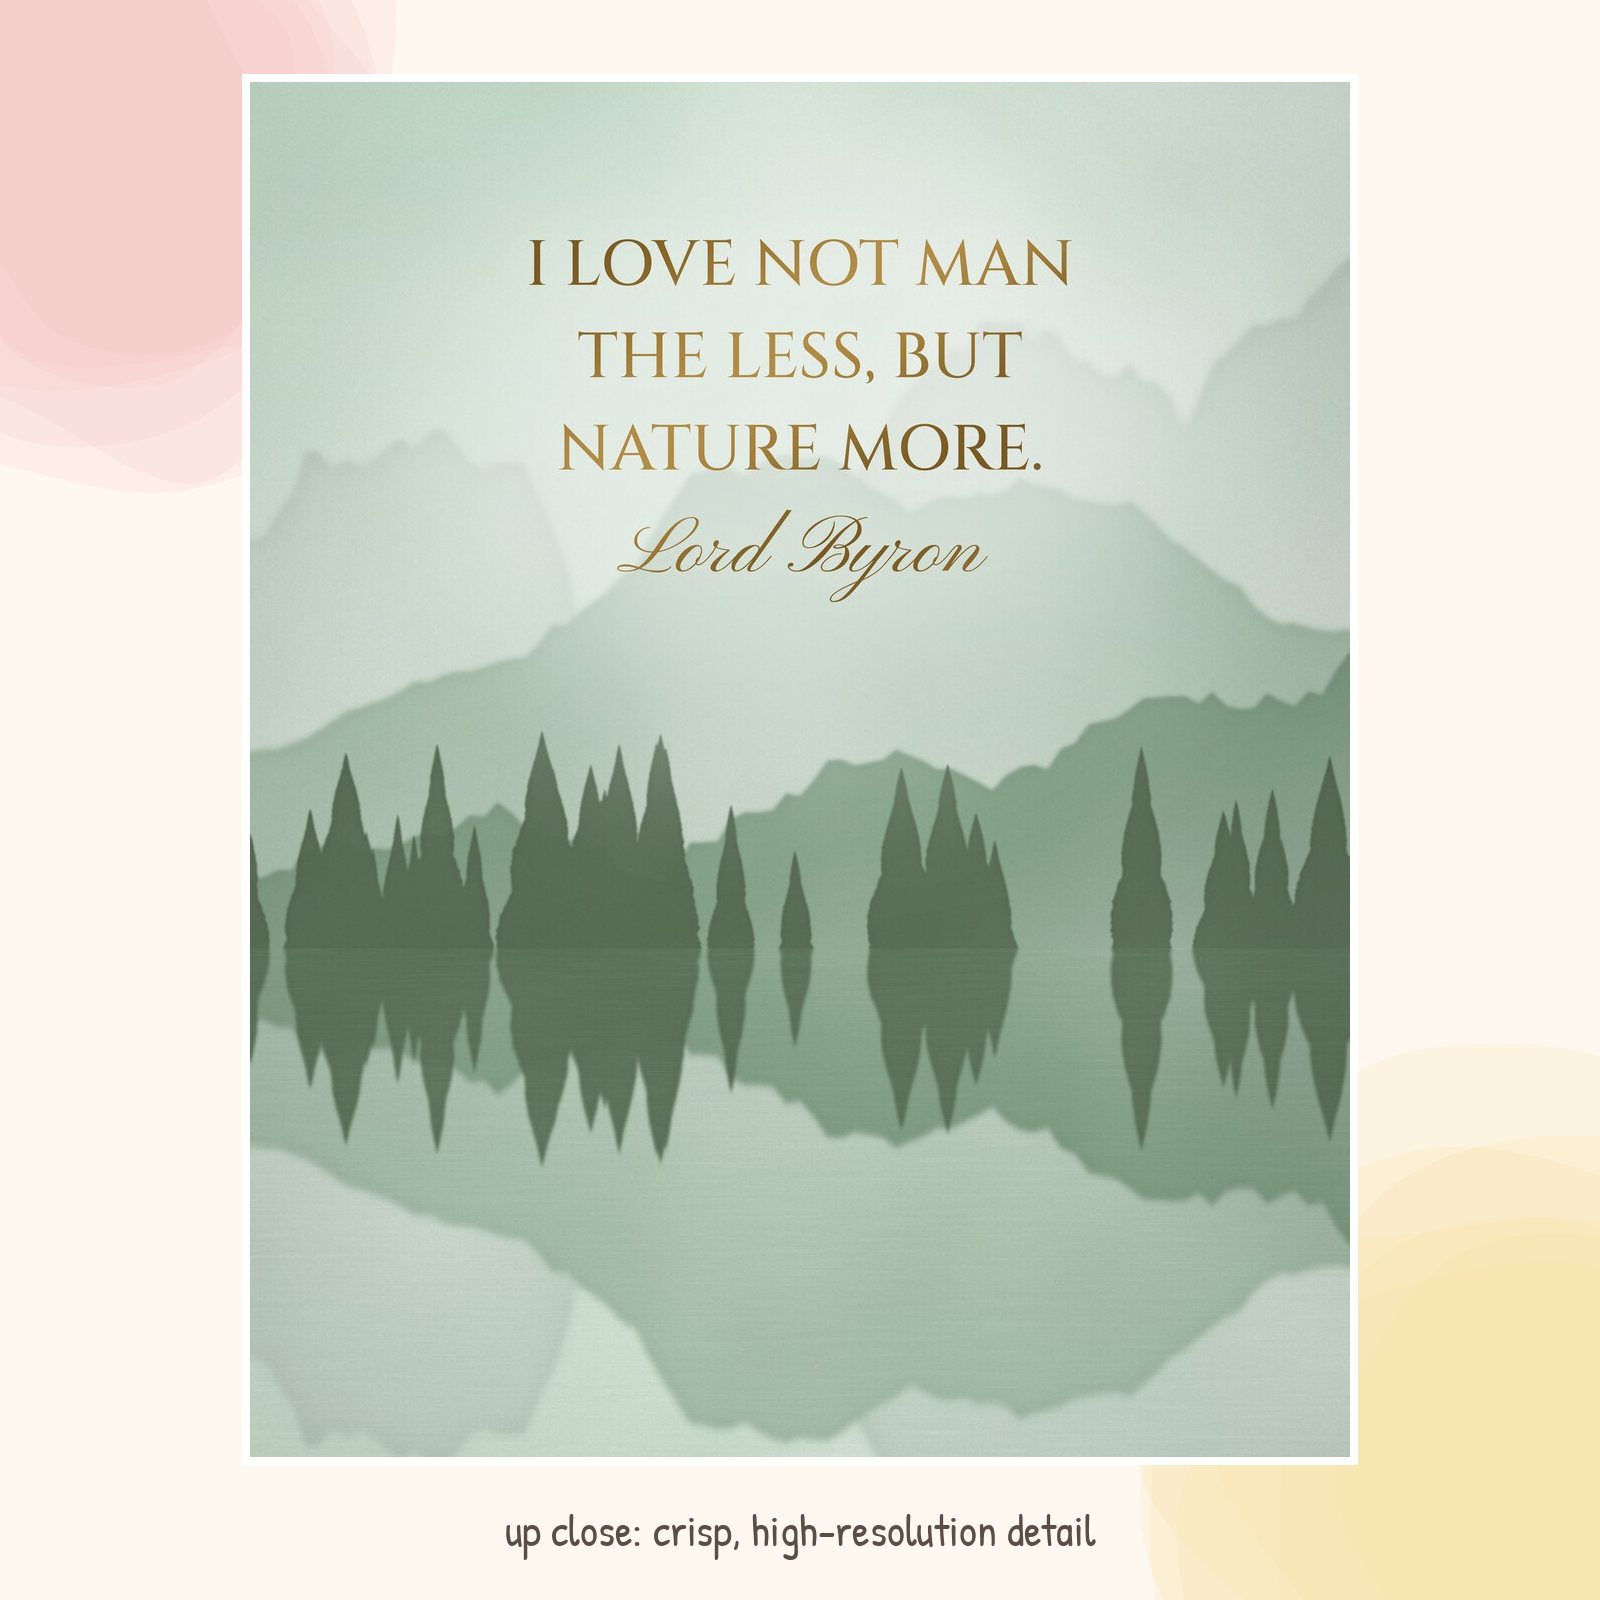 I LOVE NOT MAN
THE LESS, BUT
NATURE MORE.
Lord Byron
up close: crisp, high-resolution detail